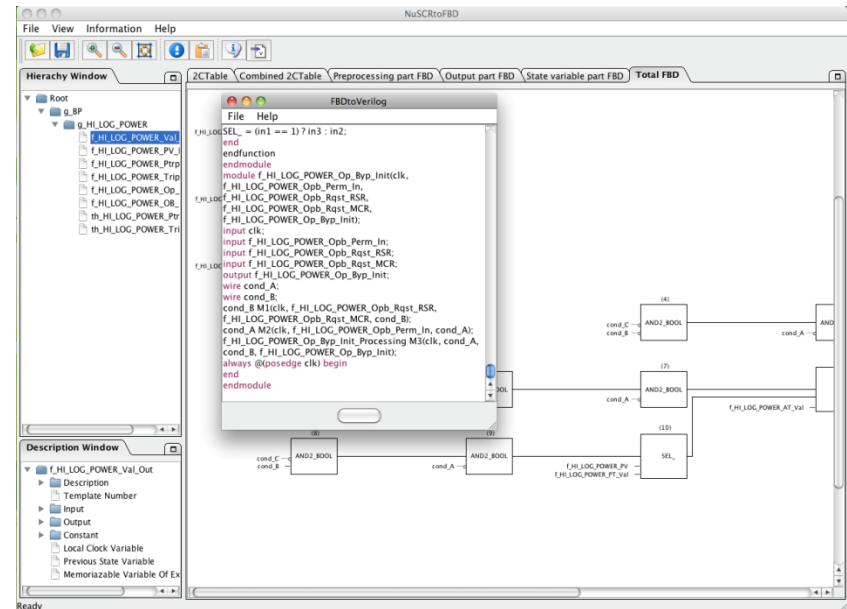 NuSCRtoFBD
File View Information Help
Hierachy Window
2CTable Combined 2CTable Preprocessing part FBD Output part FBD State variable part FBD Total FBD
Root
g_BP
g_HI_LOG_POWER
f_HI_LOG_POWER_Val_
f_HI_LOG_POWER_PV_I
f_HI_LOG_POWER_Ptrp
f_HI_LOG_POWER_Trip
f_HI_LOG_POWER_Op_
f_HI_LOG_POWER_OB_
th_HI_LOG_POWER_Ptr
th_HI_LOG_POWER_Tri
FBDtoVerilog
File Help
SEL_ = (in1 == 1) ? in3 : in2;
end
endfunction
endmodule
module f_HI_LOG_POWER_Op_Byp_Init(clk,
f_HI_LOG_POWER_Opb_Perm_In,
f_HI_LOG_POWER_Opb_Rqst_RSR,
f_HI_LOG_POWER_Opb_Rqst_MCR,
f_HI_LOG_POWER_Op_Byp_Init);
input clk;
input f_HI_LOG_POWER_Opb_Perm_In;
input f_HI_LOG_POWER_Opb_Rqst_RSR;
input f_HI_LOG_POWER_Opb_Rqst_MCR;
output f_HI_LOG_POWER_Op_Byp_Init;
wire cond_A;
wire cond_B;
cond_B M1(clk, f_HI_LOG_POWER_Opb_Rqst_RSR,
f_HI_LOG_POWER_Opb_Rqst_MCR, cond_B);
cond_A M2(clk, f_HI_LOG_POWER_Opb_Perm_In, cond_A);
f_HI_LOG_POWER_Op_Byp_Init_Processing M3(clk, cond_A,
cond_B, f_HI_LOG_POWER_Op_Byp_Init);
always @(posedge clk) begin
end
endmodule
f_HI_LOC
f_HI_LOC
f_HI_LOC
(4)
cond_C AND2_BOOL
cond_B
cond_A
AND
(7)
BOOL
cond_A AND2_BOOL
f_HI_LOG_POWER_AT_Val
(8)
cond_C AND2_BOOL
cond_B
(9)
cond_A AND2_BOOL
(10)
SEL_
f_HI_LOG_POWER_PV
f_HI_LOG_POWER_PT_Val
Description Window
f_HI_LOG_POWER_Val_Out
Description
Template Number
Input
Output
Constant
Local Clock Variable
Previous State Variable
Memoriazable Variable Of Ex
Ready